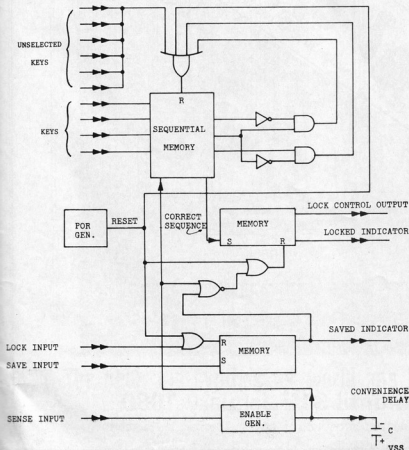 UNSELECTED
KEYS
KEYS
R
SEQUENTIAL
MEMORY
POR
GEN.
RESET
CORRECT
SEQUENCE
MEMORY
S
R
LOCK CONTROL OUTPUT
LOCKED INDICATOR
LOCK INPUT
SAVE INPUT
R
S
MEMORY
SAVED INDICATOR
SENSE INPUT
ENABLE
GEN.
CONVENIENCE
DELAY
-
C
+
VSS